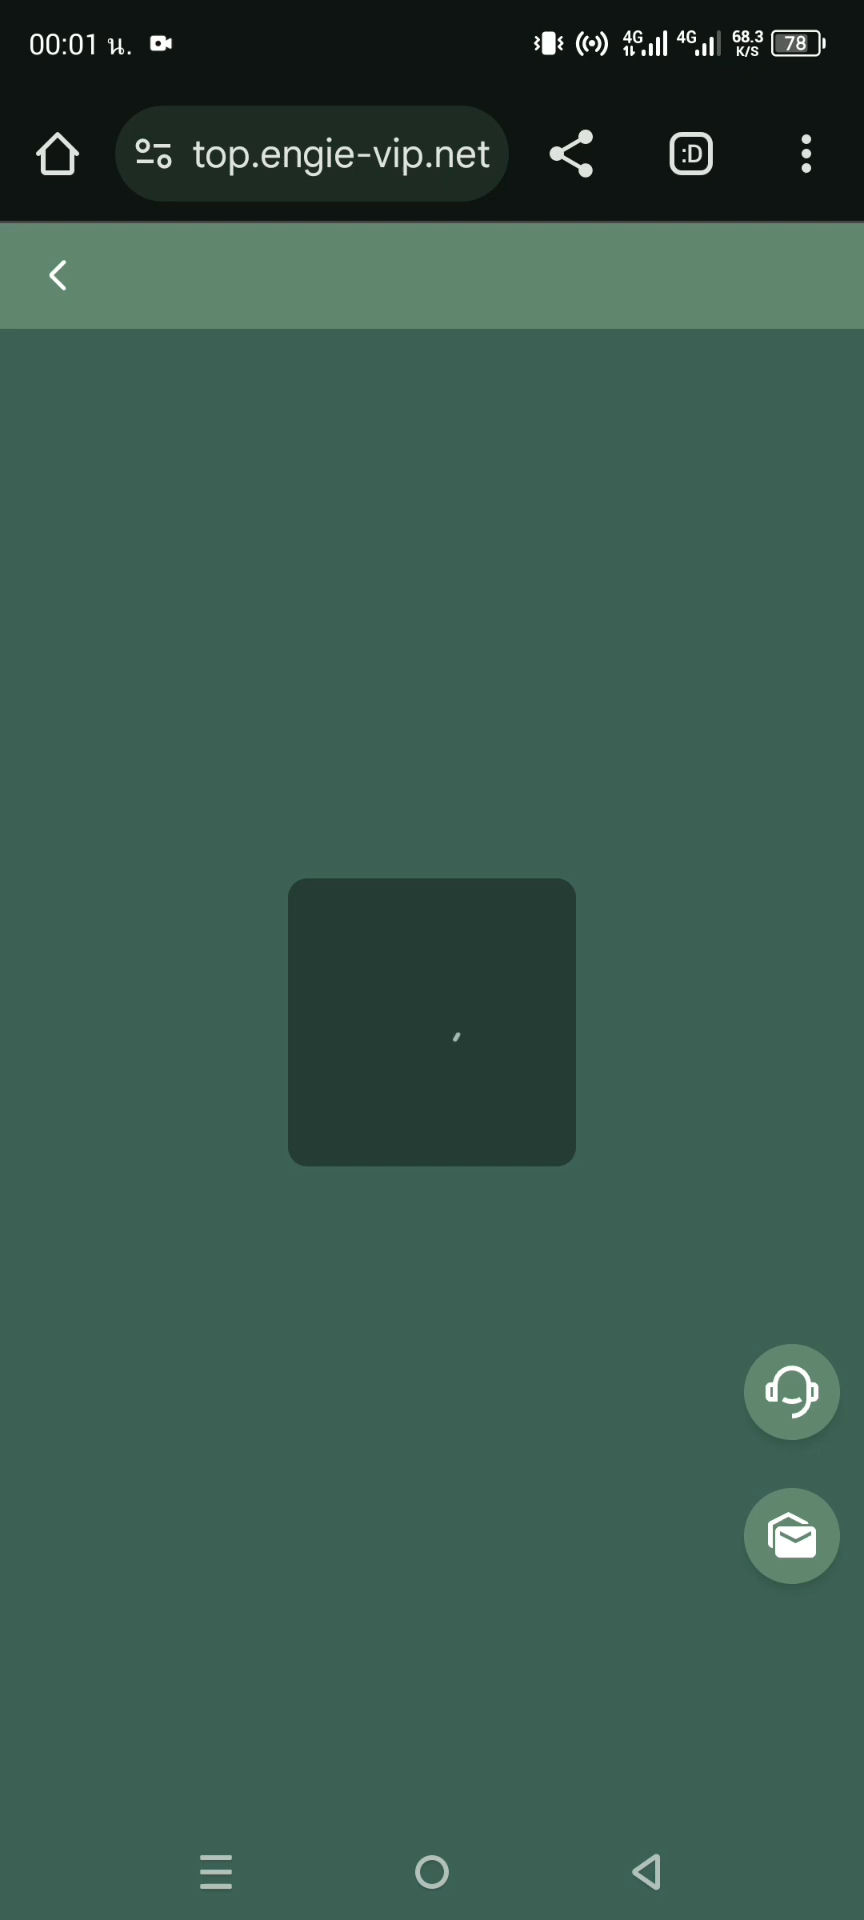 00:01 น.
4G 4G 68.3 K/S 78
top.engie-vip.net
:D